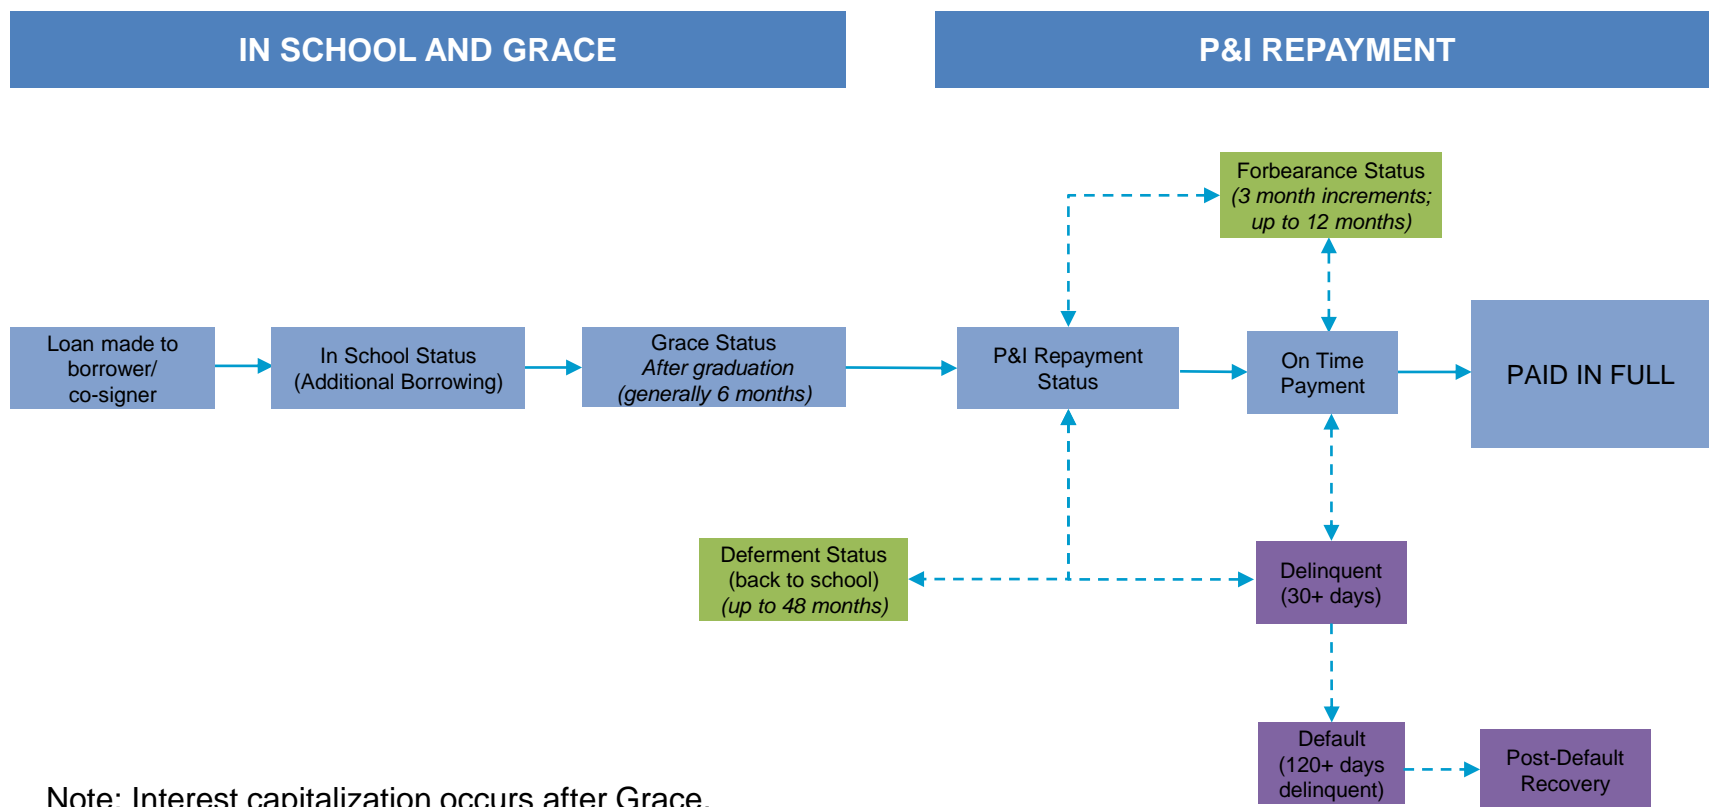 IN SCHOOL AND GRACE
P&I REPAYMENT
Forbearance Status
(3 month increments;
up to 12 months)
Loan made to
borrower/
co-signer
In School Status
(Additional Borrowing)
Grace Status
After graduation
(generally 6 months)
P&I Repayment
Status
On Time
Payment
PAID IN FULL
Deferment Status
(back to school)
(up to 48 months)
Delinquent
(30+ days)
Default
(120+ days
delinquent)
Post-Default
Recovery
Note: Interest capitalization occurs after Grace.